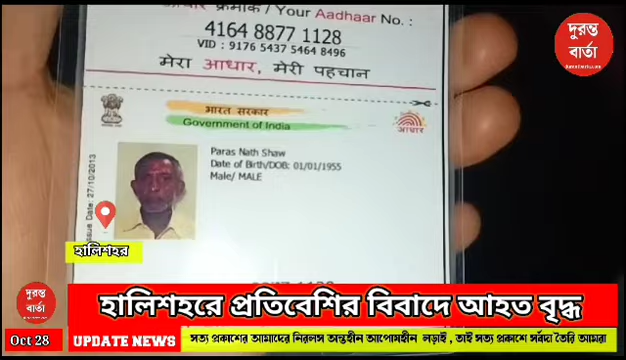 आधार क्रमांक / Your Aadhaar No. :
4164 8877 1128
VID : 9176 5437 5464 8496
मेरा आधार, मेरी पहचान
দুরন্ত
বার্তা
भारत सरकार
Government of India
आधार
Issue Date: 27/10/2013
Paras Nath Shaw
Date of Birth/DOB: 01/01/1955
Male/ MALE
হালিশহর
দুরন্ত
বার্তা
হালিশহরে প্রতিবেশির বিবাদে আহত বৃদ্ধ
Oct 28
UPDATE NEWS
সত্য প্রকাশের আমাদের নিরলস অন্তহীন আপোসহীন লড়াই , তাই সত্য প্রকাশে সর্বদা তৈরি আমরা